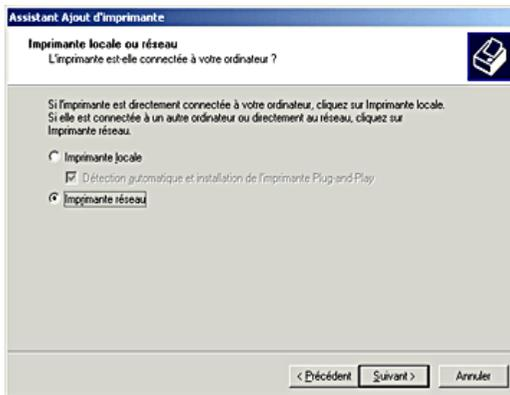 Assistant Ajout d'imprimante
Imprimante locale ou réseau
L'imprimante est-elle connectée à votre ordinateur ?
Si l'imprimante est directement connectée à votre ordinateur, cliquez sur Imprimante locale.
Si elle est connectée à un autre ordinateur ou directement au réseau, cliquez sur
Imprimante réseau.
Imprimante locale
Détection automatique et installation de l'imprimante Plug-and-Play
Imprimante réseau
< Précédent
Suivant >
Annuler